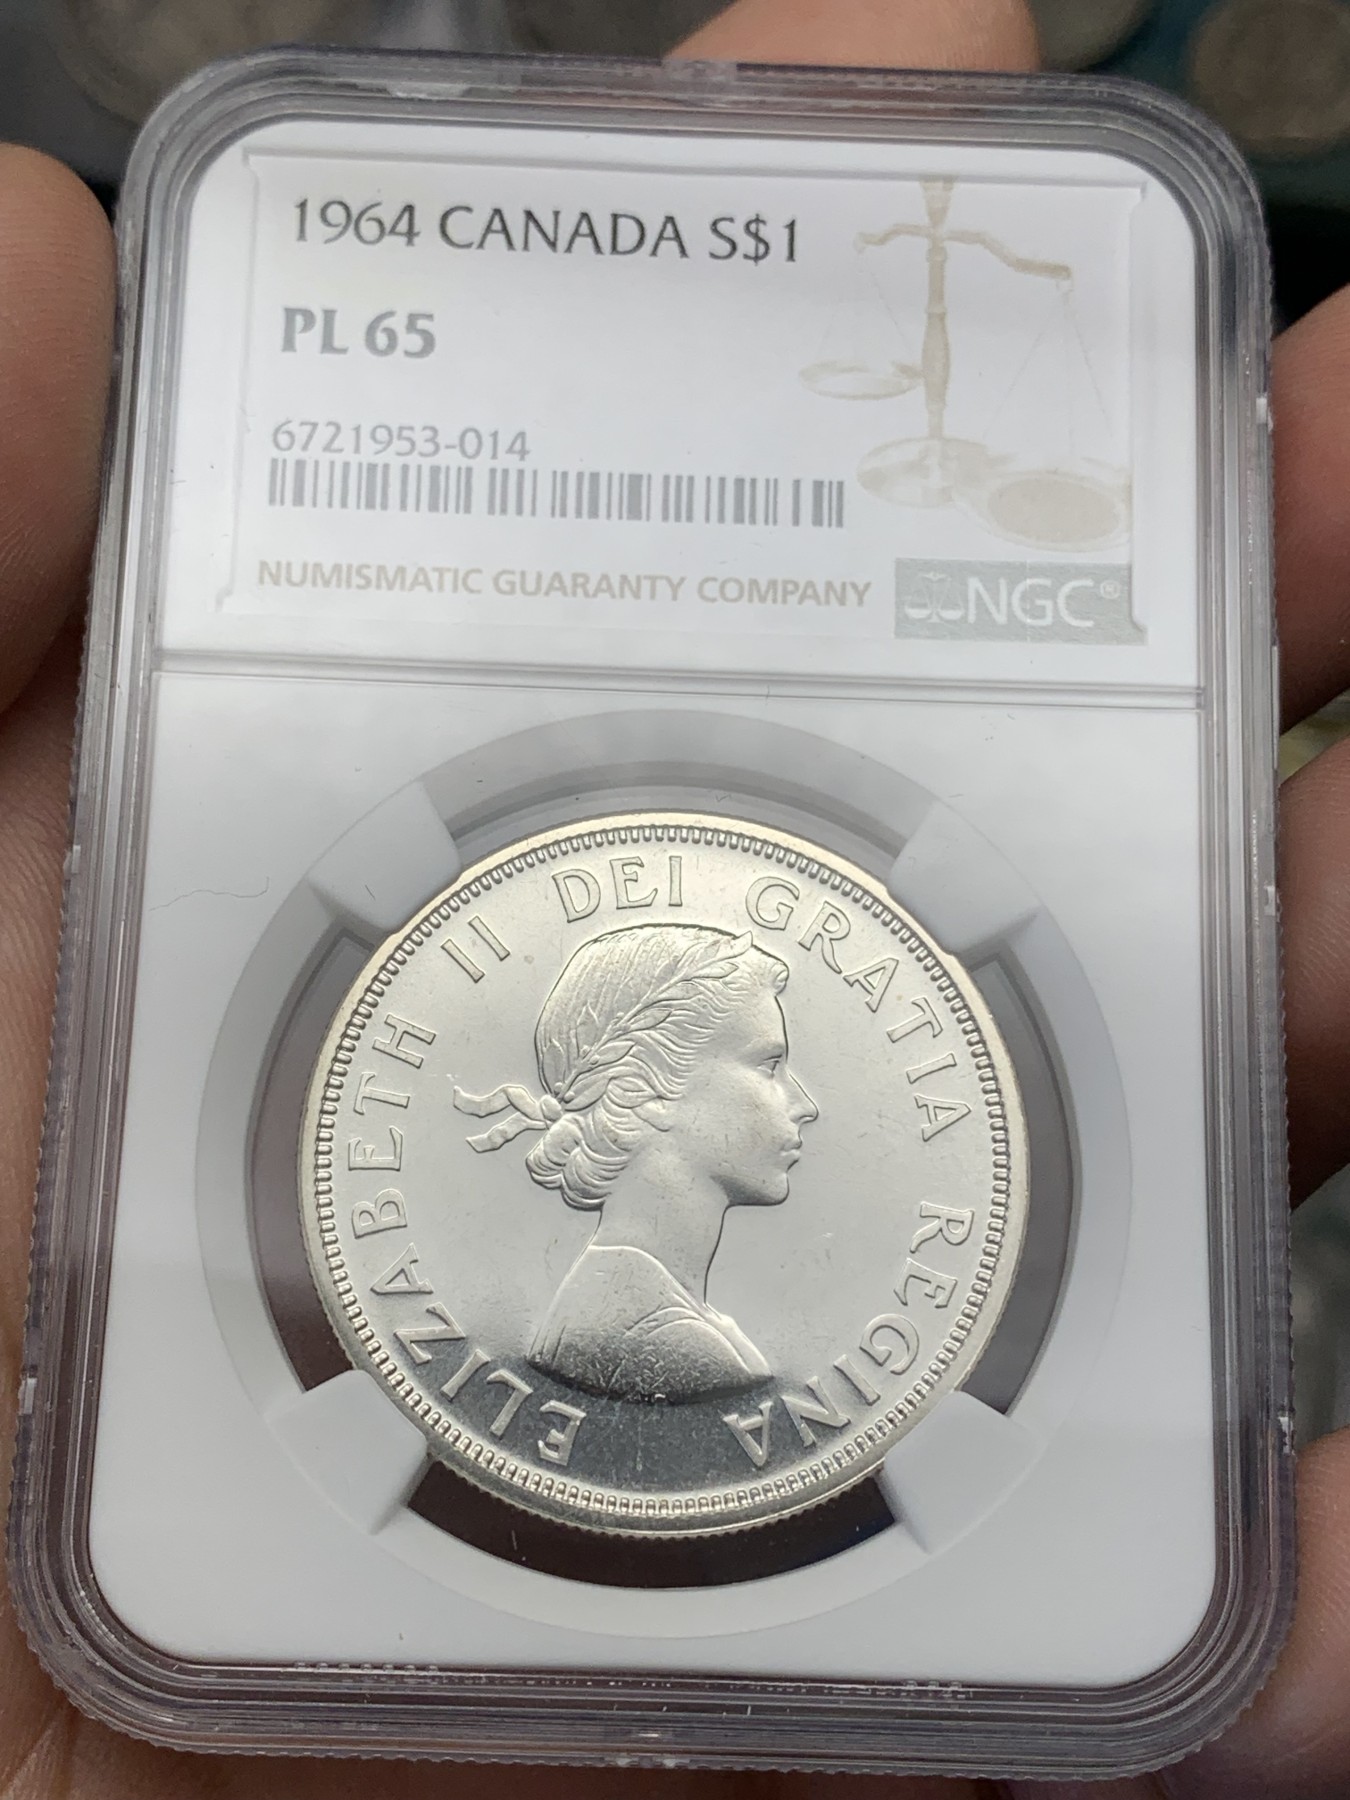 1964 CANADA S$1
PL 65
6721953-014
NUMISMATIC GUARANTY COMPANY
NGC®
ELIZABETH II DEI GRATIA REGINA